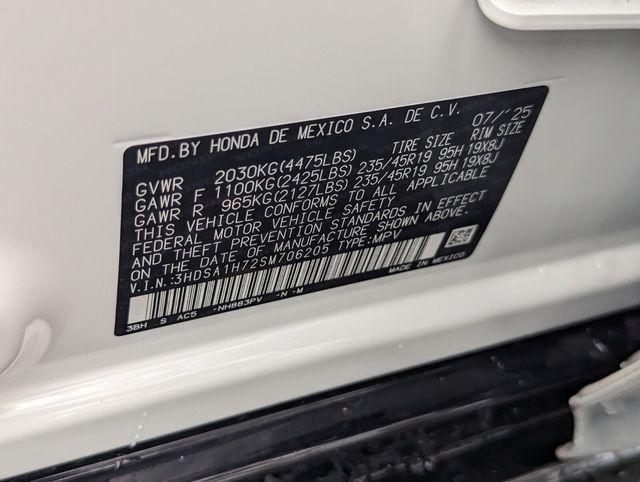 MFD.BY HONDA DE MEXICO S.A. DE C.V. 07/'25
TIRE SIZE RIM SIZE
GVWR 2030KG(4475LBS)
GAWR F 1100KG(2425LBS) 235/45R19 95H 19X8J
GAWR R 965KG(2127LBS) 235/45R19 95H 19X8J
THIS VEHICLE CONFORMS TO ALL APPLICABLE
FEDERAL MOTOR VEHICLE SAFETY
AND THEFT PREVENTION STANDARDS IN EFFECT
ON THE DATE OF MANUFACTURE SHOWN ABOVE.
V.I.N.:3HDSA1H72SM706205 TYPE:MPV
3BH S AC5 -NH883PV -N -M MADE IN MEXICO